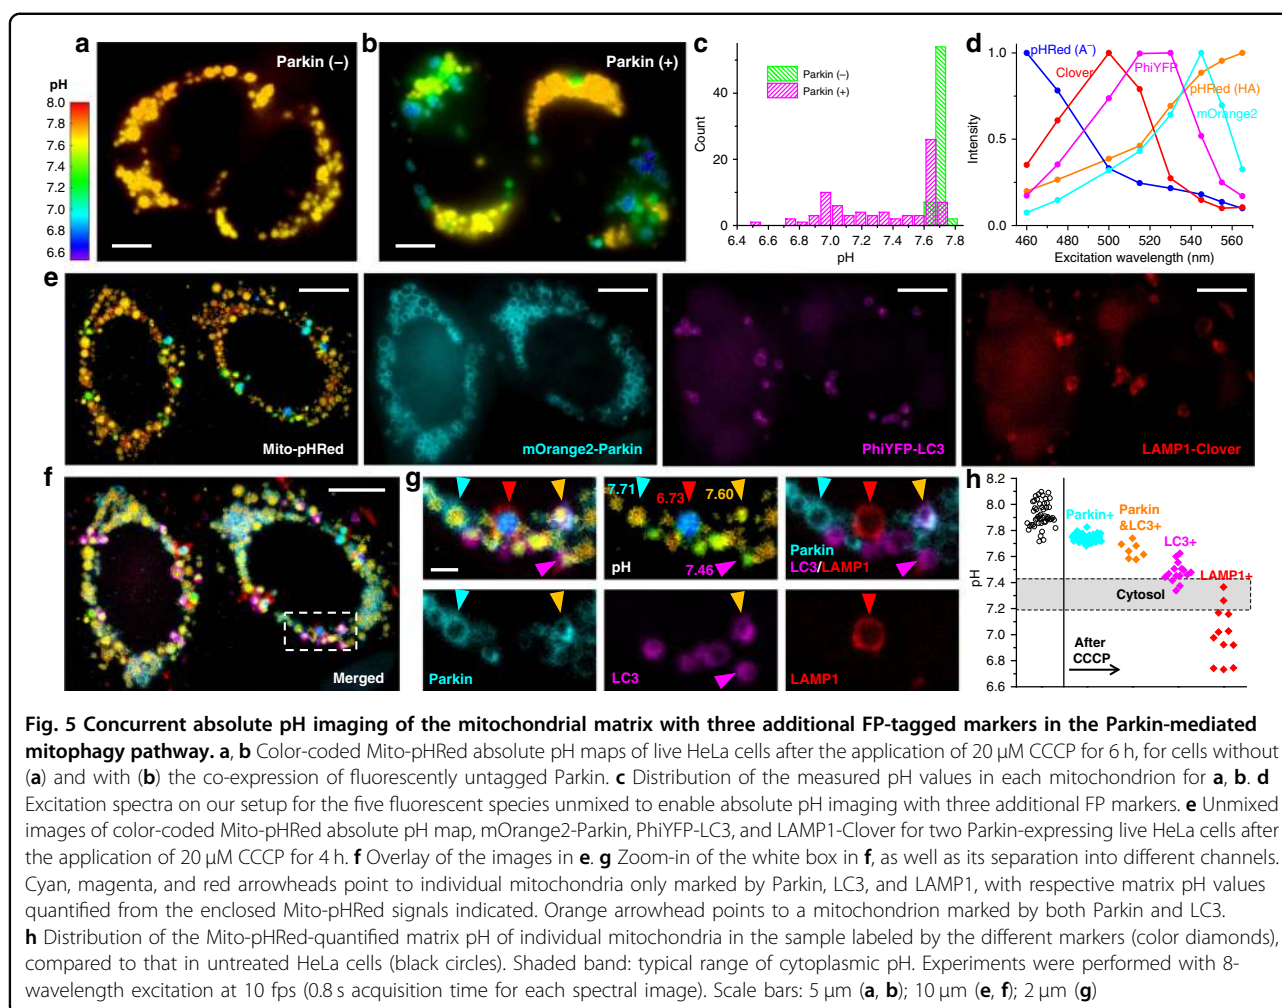 a
Parkin (–)
pH
8.0
7.8
7.6
7.4
7.2
7.0
6.8
6.6
b
Parkin (+)
c
Parkin (–)
Parkin (+)
Count
40
20
0
6.4 6.6 6.8 7.0 7.2 7.4 7.6 7.8
pH
d
pHRed (A⁻)
Clover
PhiYFP
pHRed (HA)
mOrange2
Intensity
1.0
0.5
0.0
460 480 500 520 540 560
Excitation wavelength (nm)
e
Mito-pHRed
mOrange2-Parkin
PhiYFP-LC3
LAMP1-Clover
f
Merged
g
7.71
6.73
7.60
7.46
pH
Parkin
LC3/LAMP1
Parkin
LC3
LAMP1
h
pH
8.2
8.0
7.8
7.6
7.4
7.2
7.0
6.8
6.6
Parkin+
Parkin
&LC3+
LC3+
LAMP1+
Cytosol
After
CCCP
Fig. 5 Concurrent absolute pH imaging of the mitochondrial matrix with three additional FP-tagged markers in the Parkin-mediated
mitophagy pathway. a, b Color-coded Mito-pHRed absolute pH maps of live HeLa cells after the application of 20 µM CCCP for 6 h, for cells without
(a) and with (b) the co-expression of fluorescently untagged Parkin. c Distribution of the measured pH values in each mitochondrion for a, b. d
Excitation spectra on our setup for the five fluorescent species unmixed to enable absolute pH imaging with three additional FP markers. e Unmixed
images of color-coded Mito-pHRed absolute pH map, mOrange2-Parkin, PhiYFP-LC3, and LAMP1-Clover for two Parkin-expressing live HeLa cells after
the application of 20 µM CCCP for 4 h. f Overlay of the images in e. g Zoom-in of the white box in f, as well as its separation into different channels.
Cyan, magenta, and red arrowheads point to individual mitochondria only marked by Parkin, LC3, and LAMP1, with respective matrix pH values
quantified from the enclosed Mito-pHRed signals indicated. Orange arrowhead points to a mitochondrion marked by both Parkin and LC3.
h Distribution of the Mito-pHRed-quantified matrix pH of individual mitochondria in the sample labeled by the different markers (color diamonds),
compared to that in untreated HeLa cells (black circles). Shaded band: typical range of cytoplasmic pH. Experiments were performed with 8-
wavelength excitation at 10 fps (0.8 s acquisition time for each spectral image). Scale bars: 5 µm (a, b); 10 µm (e, f); 2 µm (g)